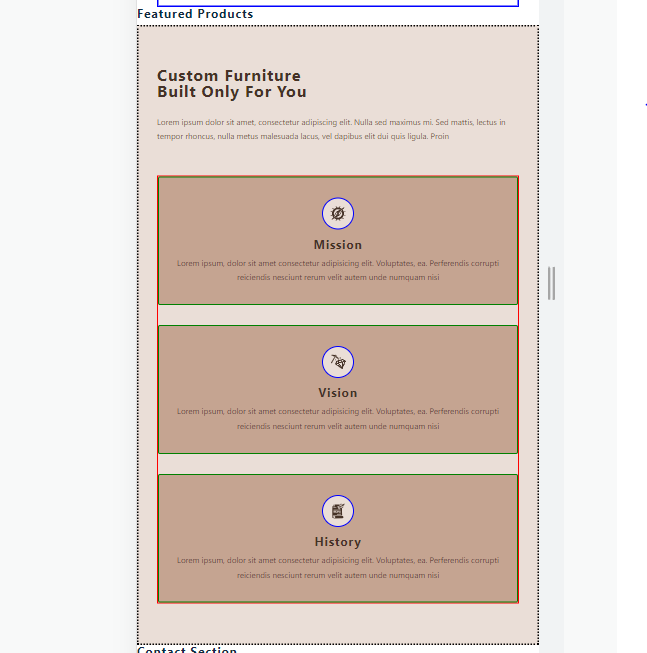 Featured Products
Custom Furniture
Built Only For You
Lorem ipsum dolor sit amet, consectetur adipiscing elit. Nulla sed maximus mi. Sed mattis, lectus in
tempor rhoncus, nulla metus malesuada lacus, vel dapibus elit dui quis ligula. Proin
Mission
Lorem ipsum, dolor sit amet consectetur adipisicing elit. Voluptates, ea. Perferendis corrupti
reiciendis nesciunt rerum velit autem unde numquam nisi
Vision
Lorem ipsum, dolor sit amet consectetur adipisicing elit. Voluptates, ea. Perferendis corrupti
reiciendis nesciunt rerum velit autem unde numquam nisi
History
Lorem ipsum, dolor sit amet consectetur adipisicing elit. Voluptates, ea. Perferendis corrupti
reiciendis nesciunt rerum velit autem unde numquam nisi
Contact Section